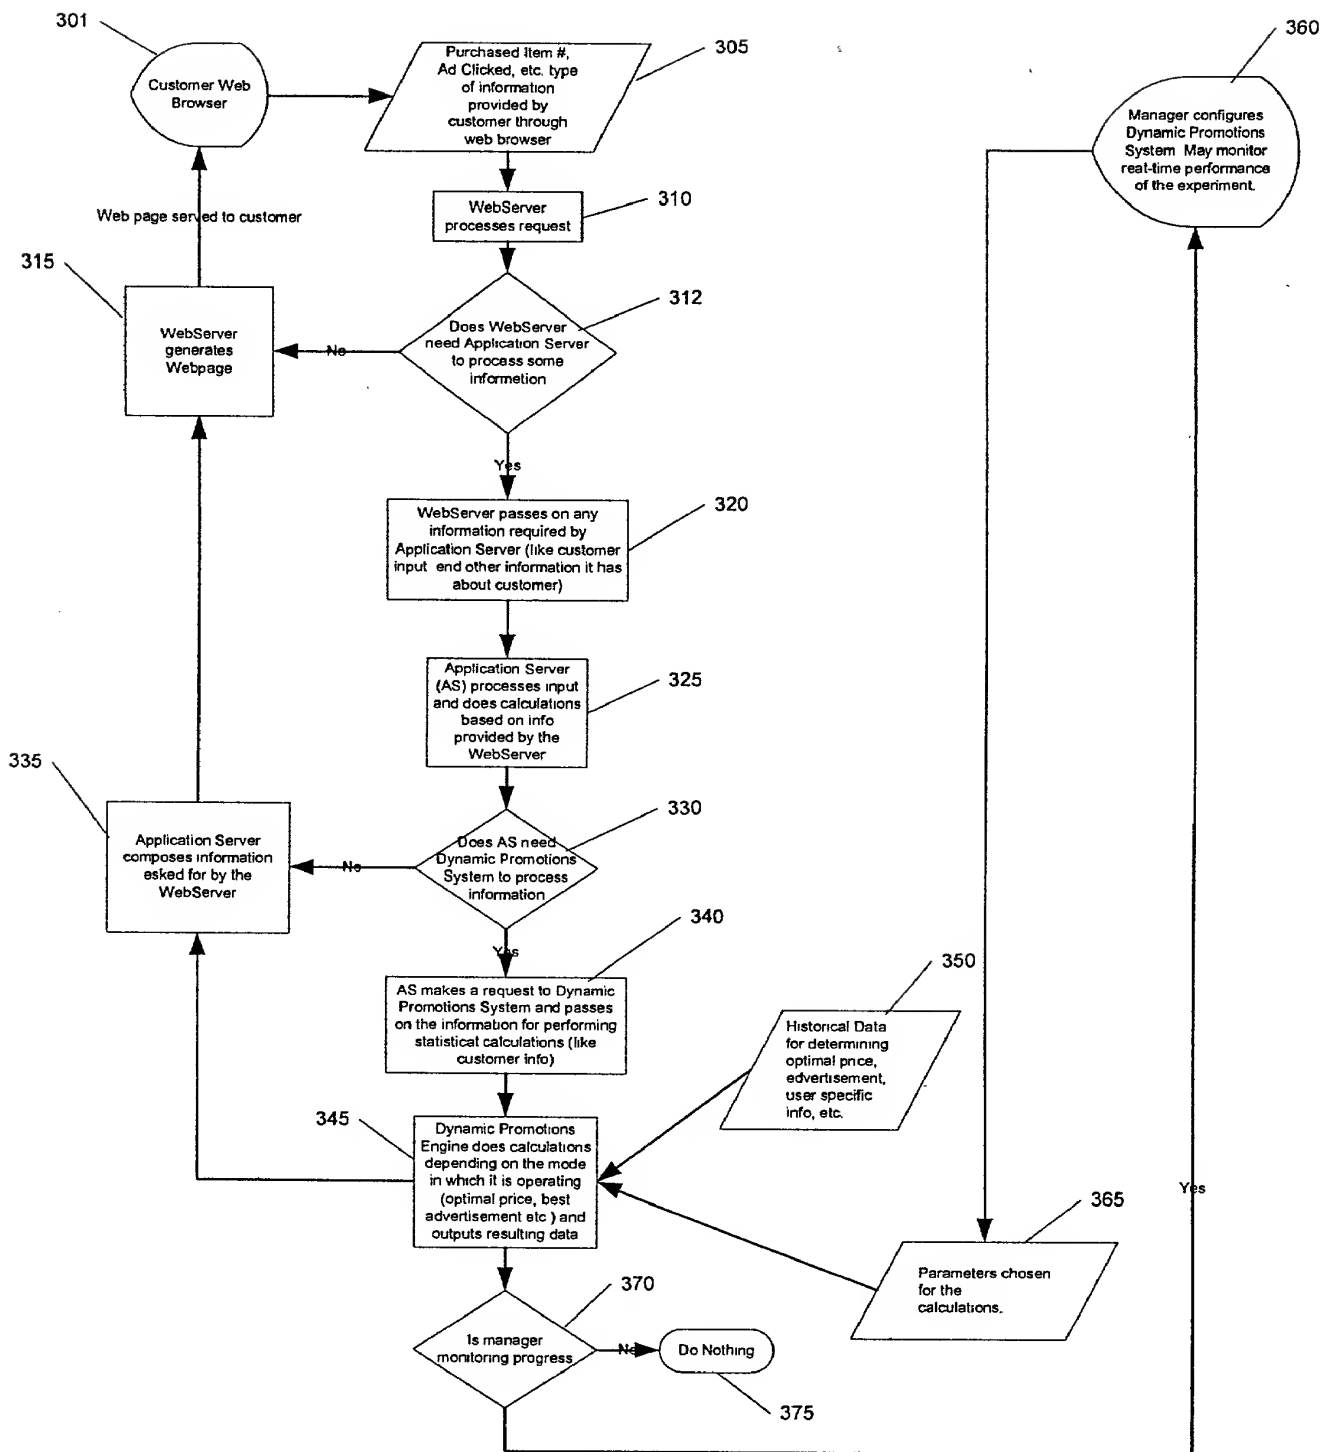 301
Customer Web
Browser
Purchased Item #,
Ad Clicked, etc. type
of information
provided by
customer through
web browser
305
360
Manager configures
Dynamic Promotions
System May monitor
real-time performance
of the experiment.
WebServer
processes request
310
Web page served to customer
315
WebServer
generates
Webpage
No
Does WebServer
need Application Server
to process some
informetion
312
Yes
WebServer passes on any
information required by
Application Server (like customer
input end other information it has
about customer)
320
Application Server
(AS) processes input
and does calculations
based on info
provided by the
WebServer
325
335
Application Server
composes information
esked for by the
WebServer
No
Does AS need
Dynamic Promotions
System to process
information
330
Yes
AS makes a request to Dynamic
Promotions System and passes
on the information for performing
statistical calculations (like
customer info)
340
350
Historical Data
for determining
optimal price,
edvertisement,
user specific
info, etc.
345
Dynamic Promotions
Engine does calculations
depending on the mode
in which it is operating
(optimal price, best
advertisement etc ) and
outputs resulting data
Yes
365
Parameters chosen
for the
calculations.
370
Is manager
monitoring progress
No
Do Nothing
375